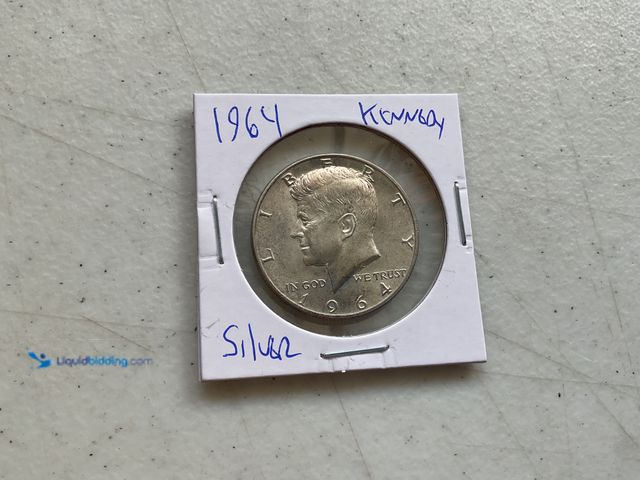 1964 KENNEDY
LIBERTY
IN GOD WE TRUST
1964
SILVER
Liquidbidding.com